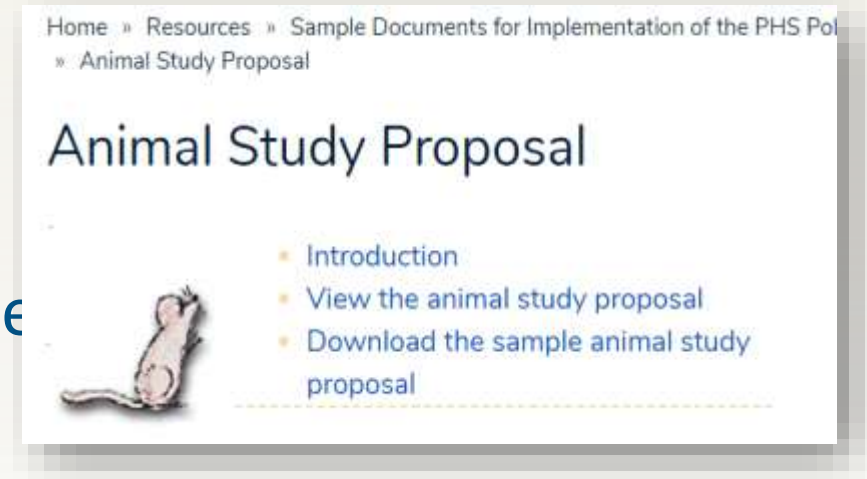 Home » Resources » Sample Documents for Implementation of the PHS
» Animal Study Proposal
Animal Study Proposal
Introduction
View the animal study proposal
Download the sample animal study
proposal
e